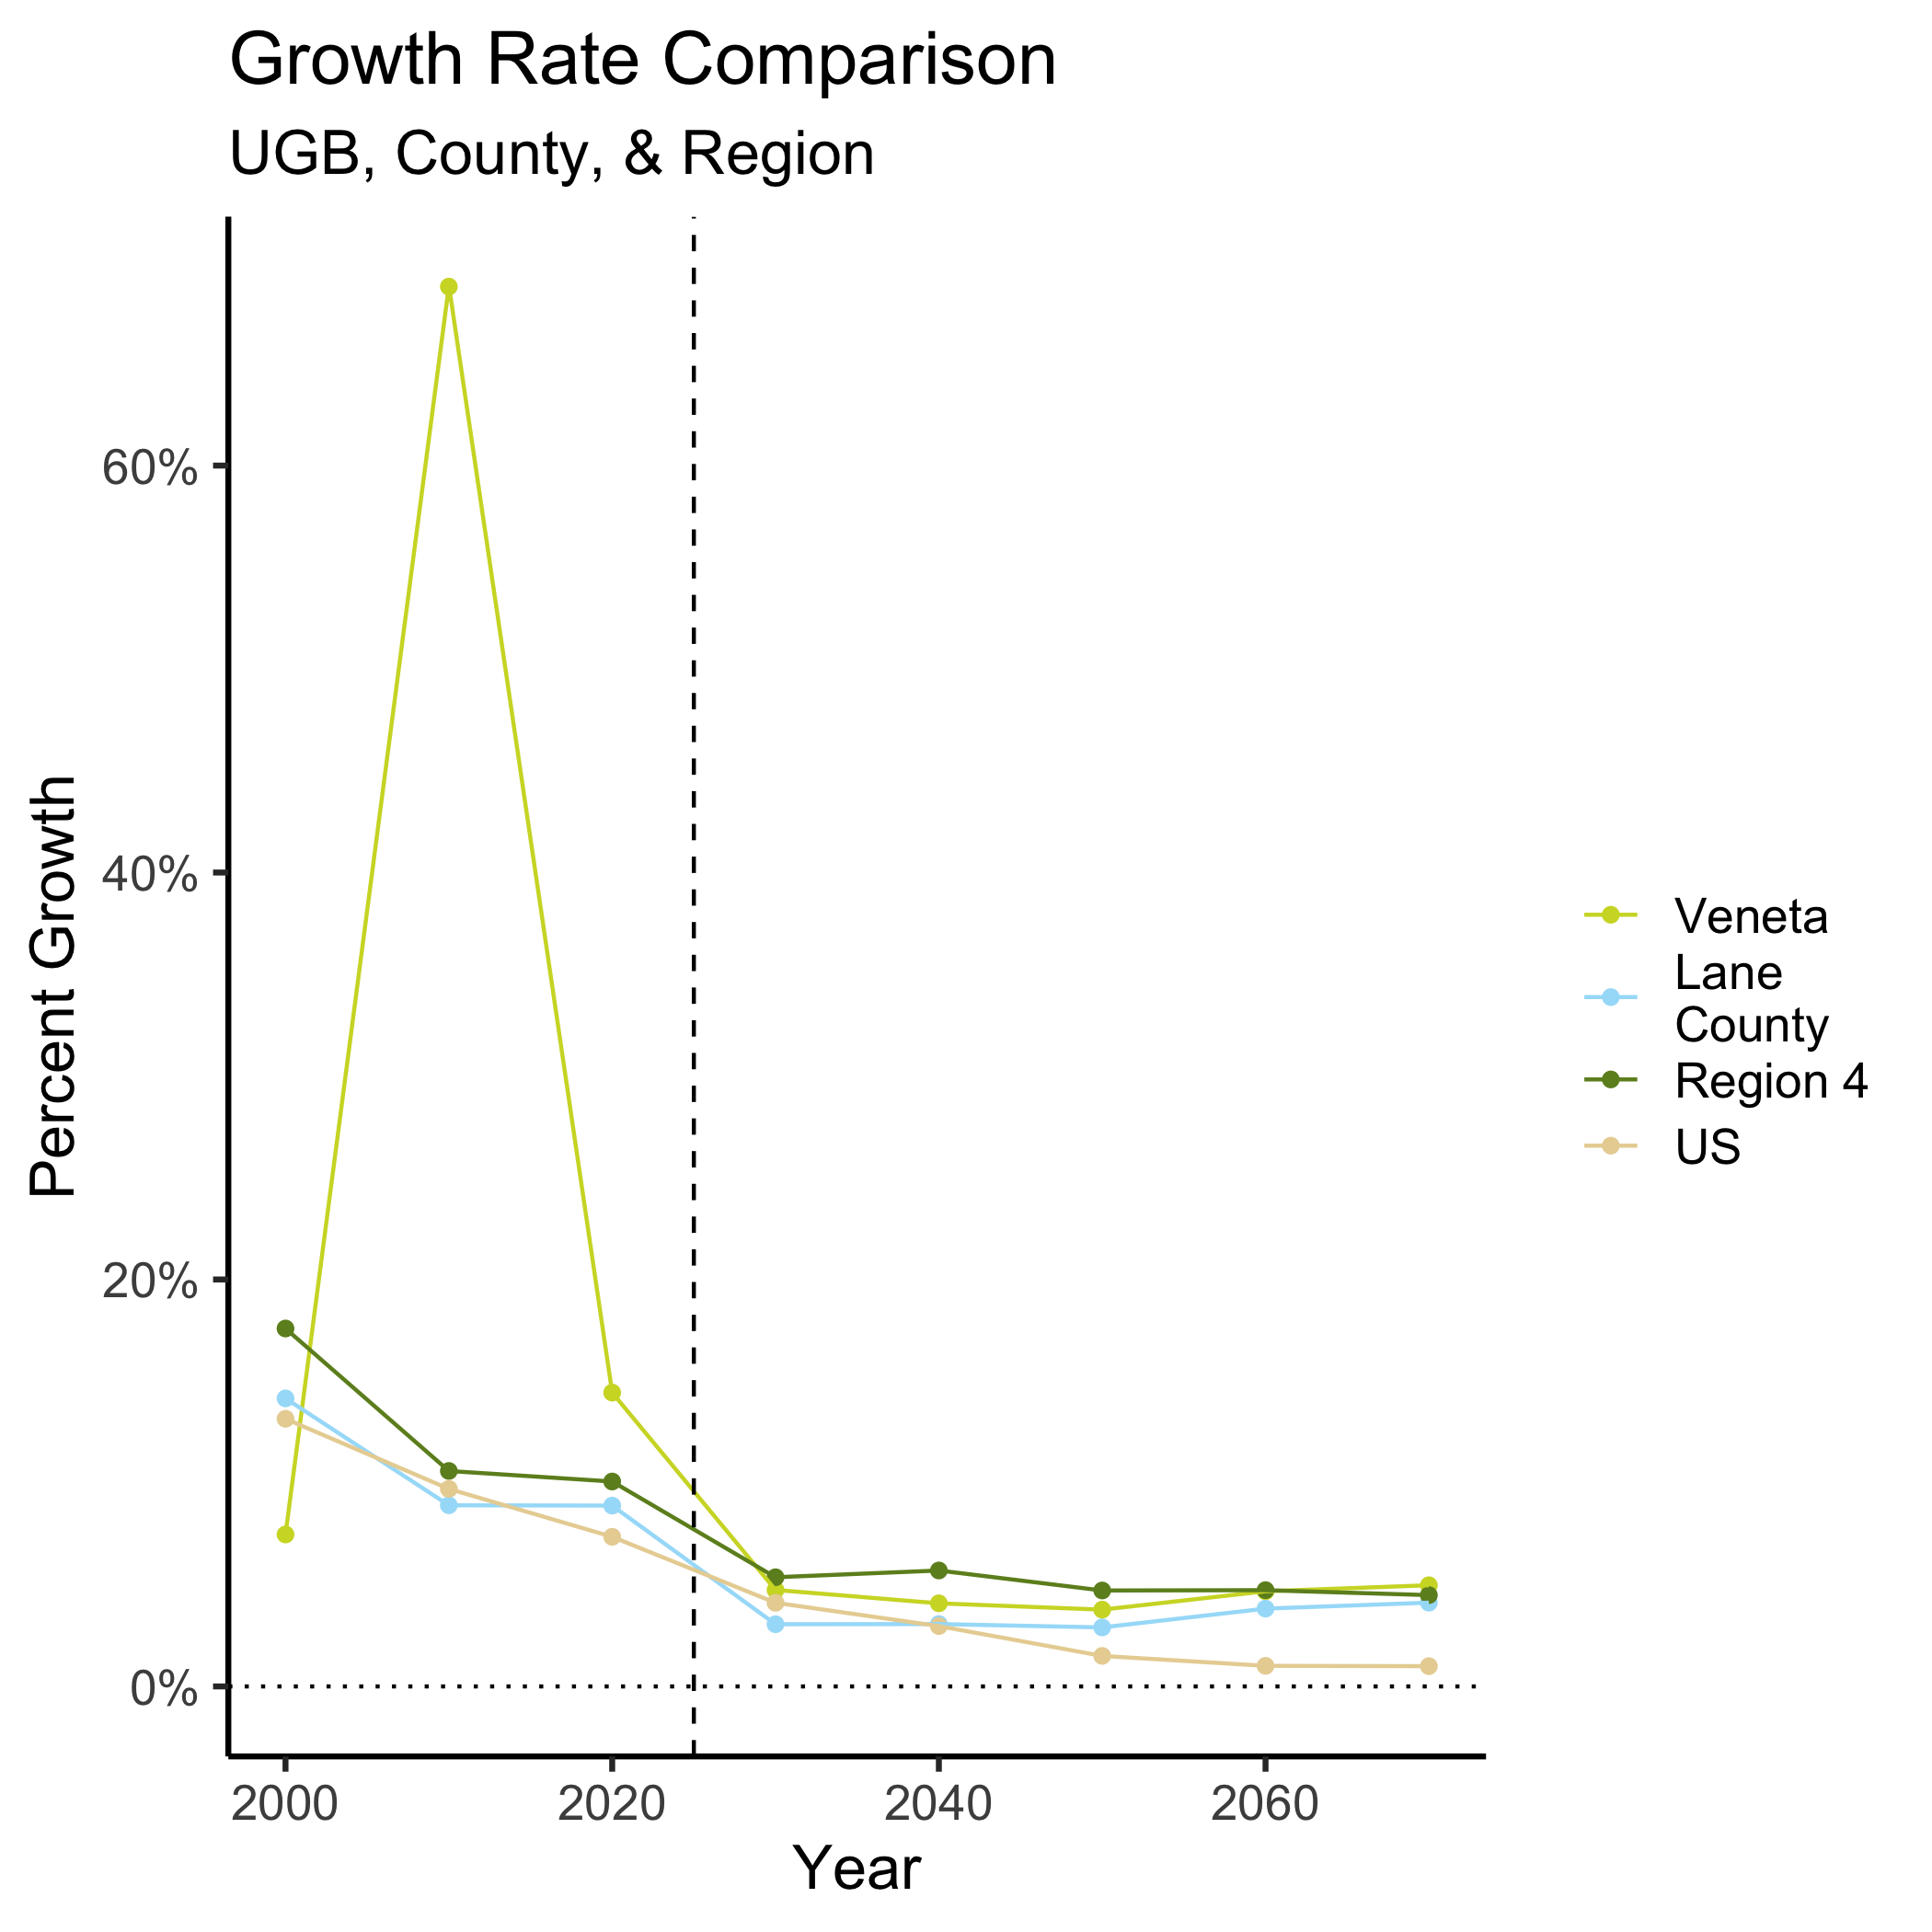 Growth Rate Comparison
UGB, County, & Region
Percent Growth
60%
40%
20%
0%
2000 2020 2040 2060
Year
Veneta
Lane
County
Region 4
US